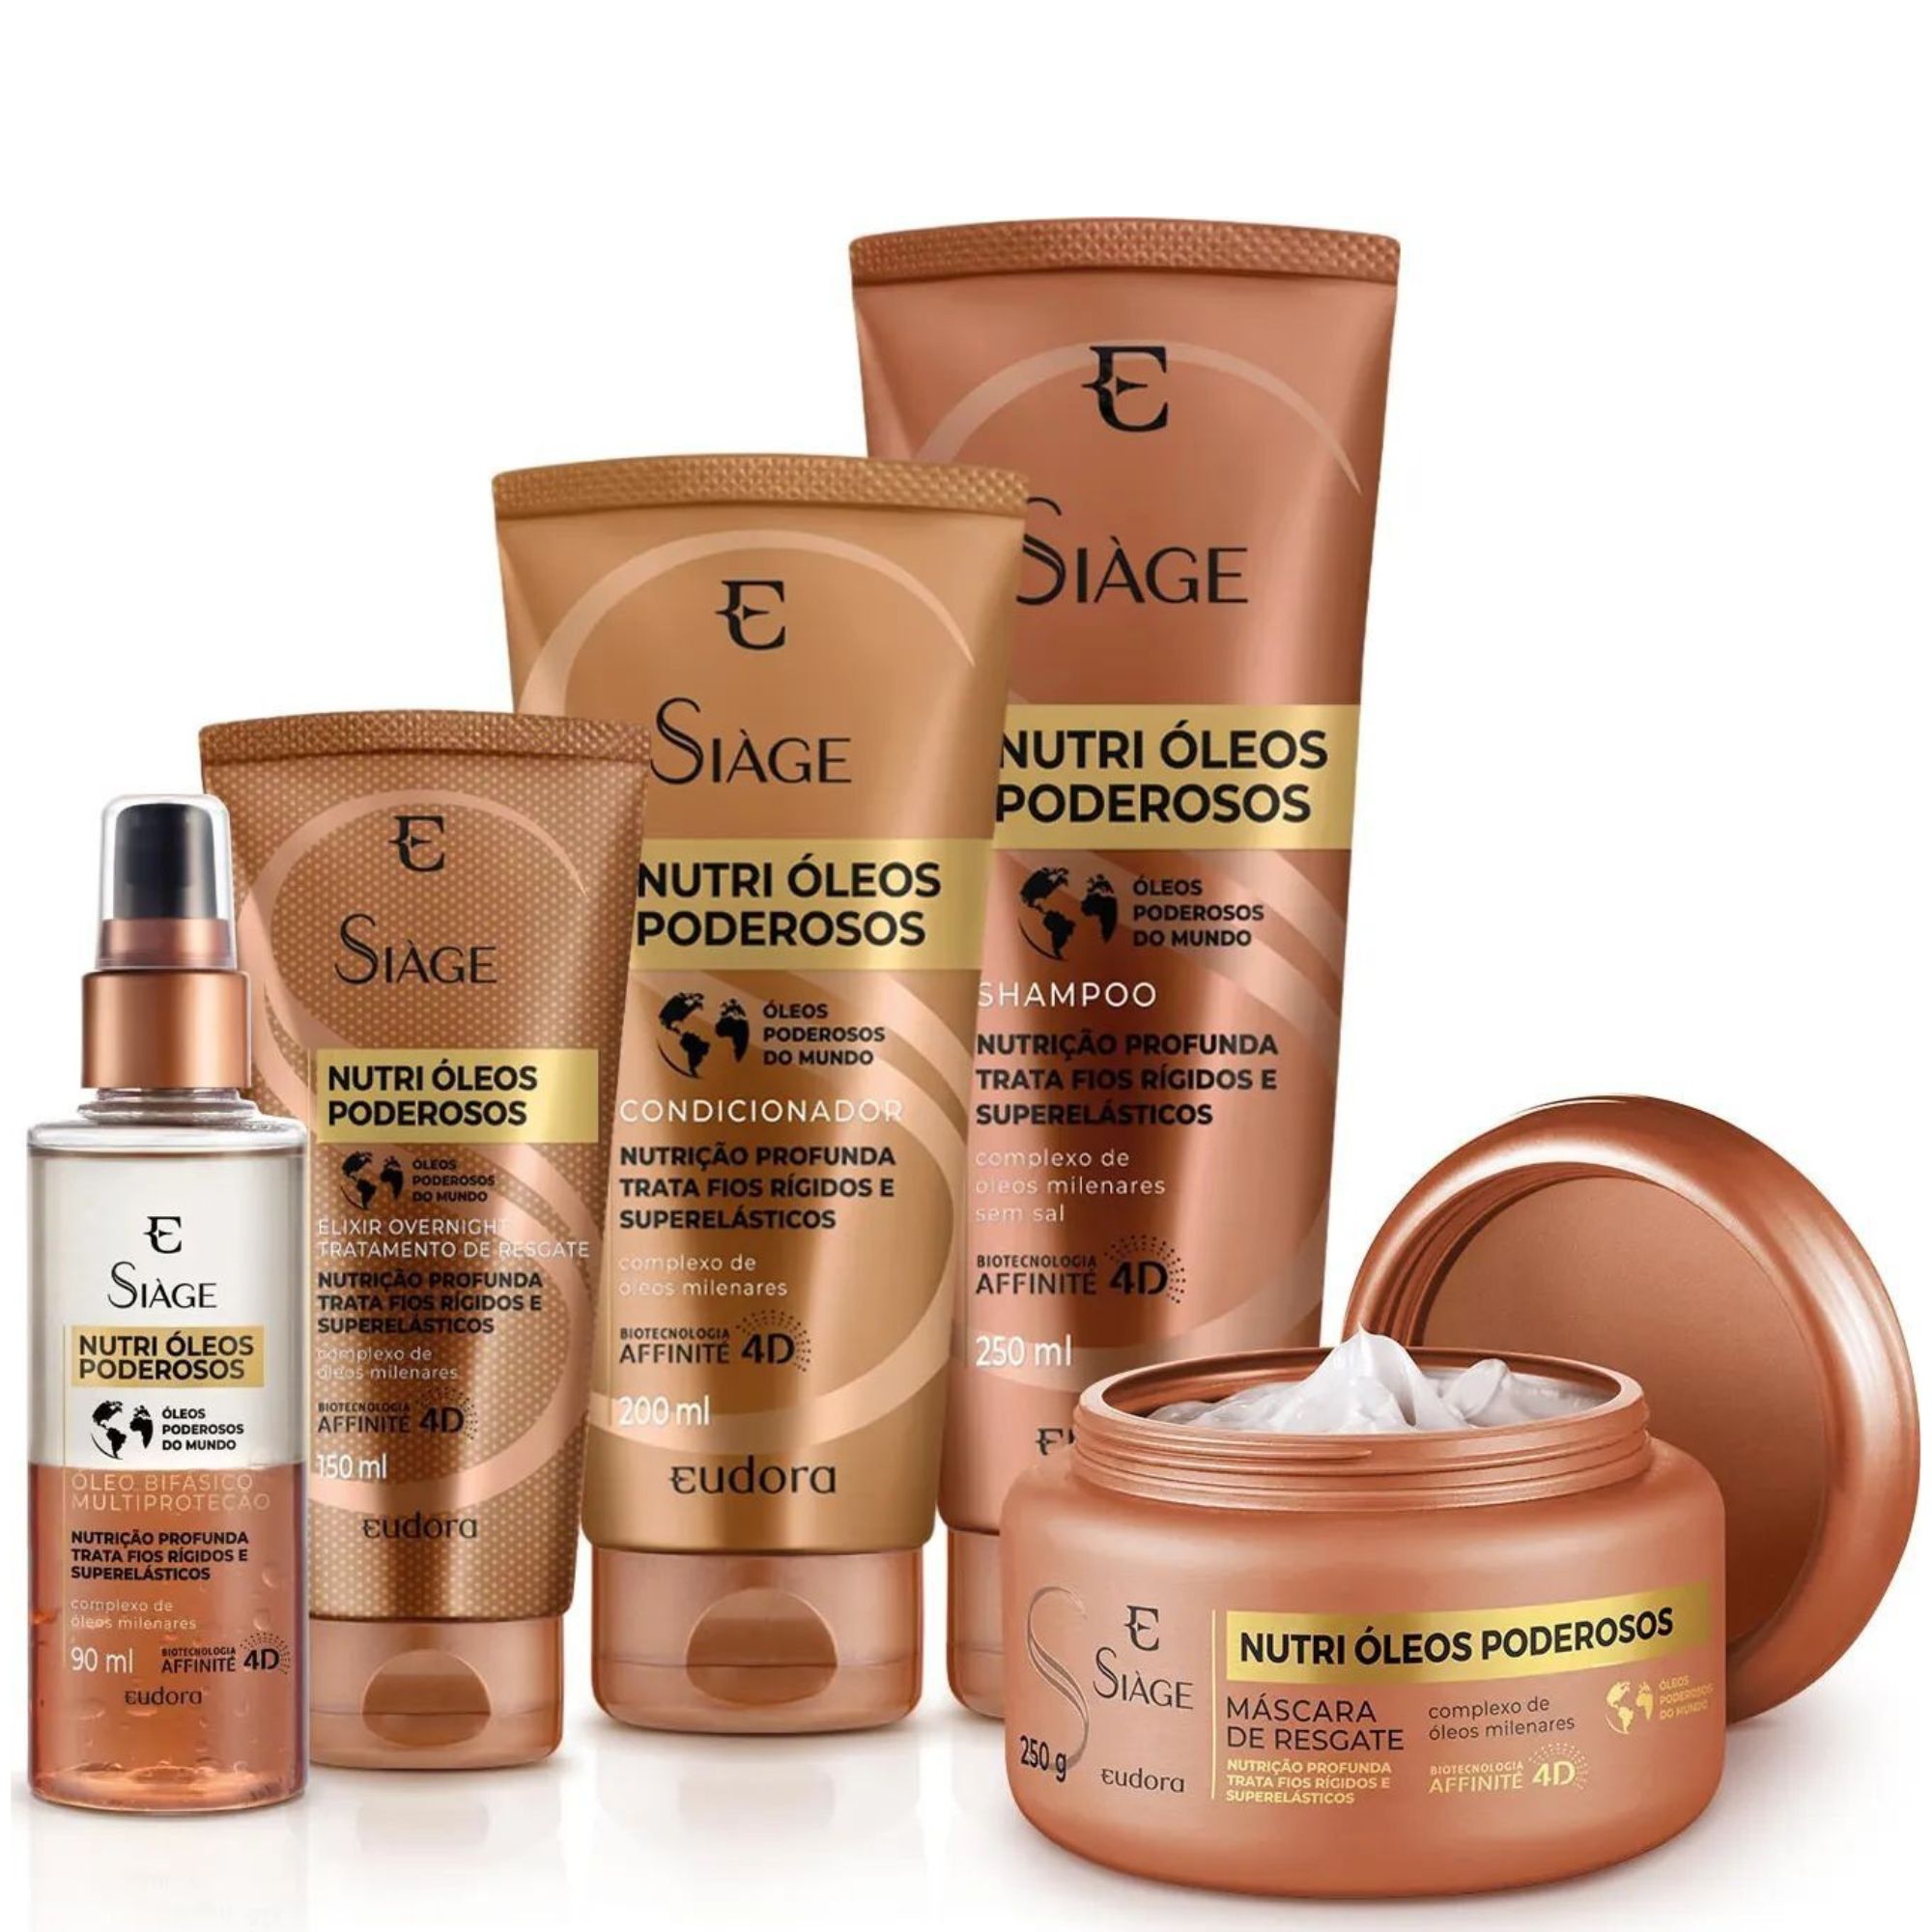 E
SIÀGE
NUTRI ÓLEOS
PODEROSOS
ÓLEOS
PODEROSOS
DO MUNDO
ÓLEO BIFÁSICO
MULTIPROTEÇÃO
NUTRIÇÃO PROFUNDA
TRATA FIOS RÍGIDOS E
SUPERELÁSTICOS
complexo de
óleos milenares
90 ml
BIOTECNOLOGIA
AFFINITÉ 4D
eudora
E
SIÀGE
NUTRI ÓLEOS
PODEROSOS
ÓLEOS
PODEROSOS
DO MUNDO
ELIXIR OVERNIGHT
TRATAMENTO DE RESGATE
NUTRIÇÃO PROFUNDA
TRATA FIOS RÍGIDOS E
SUPERELÁSTICOS
complexo de
óleos milenares
BIOTECNOLOGIA
AFFINITÉ 4D
150 ml
eudora
E
SIÀGE
NUTRI ÓLEOS
PODEROSOS
ÓLEOS
PODEROSOS
DO MUNDO
CONDICIONADOR
NUTRIÇÃO PROFUNDA
TRATA FIOS RÍGIDOS E
SUPERELÁSTICOS
complexo de
óleos milenares
BIOTECNOLOGIA
AFFINITÉ 4D
200 ml
eudora
E
SIÀGE
NUTRI ÓLEOS
PODEROSOS
ÓLEOS
PODEROSOS
DO MUNDO
SHAMPOO
NUTRIÇÃO PROFUNDA
TRATA FIOS RÍGIDOS E
SUPERELÁSTICOS
complexo de
óleos milenares
sem sal
BIOTECNOLOGIA
AFFINITÉ 4D
250 ml
E
SIÀGE
250 g
eudora
NUTRI ÓLEOS PODEROSOS
MÁSCARA
DE RESGATE
NUTRIÇÃO PROFUNDA
TRATA FIOS RÍGIDOS E
SUPERELÁSTICOS
complexo de
óleos milenares
BIOTECNOLOGIA
AFFINITÉ 4D
ÓLEOS
PODEROSOS
DO MUNDO